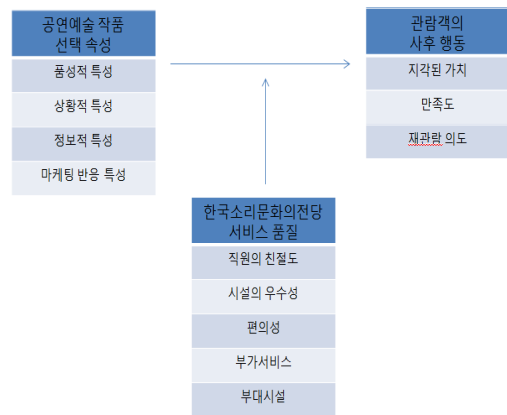 공연예술 작품
선택 속성
품성적 특성
상황적 특성
정보적 특성
마케팅 반응 특성
관람객의
사후 행동
지각된 가치
만족도
재관람 의도
한국소리문화의전당
서비스 품질
직원의 친절도
시설의 우수성
편의성
부가서비스
부대시설